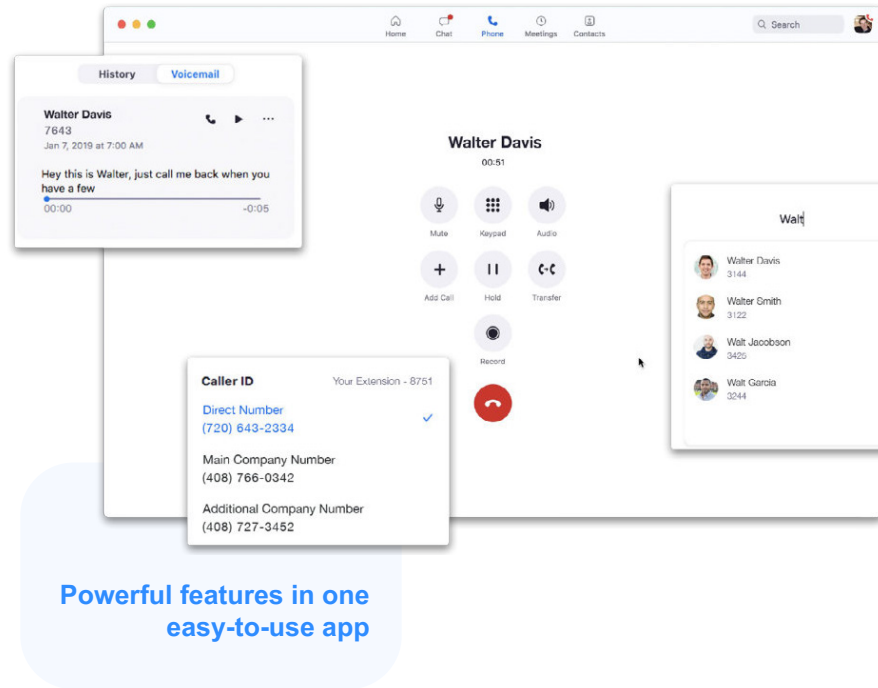 Home Chat Phone Meetings Contacts
Search
History Voicemail
Walter Davis
7643
Jan 7, 2019 at 7:00 AM
Hey this is Walter, just call me back when you
have a few
00:00 -0:05
Walter Davis
00:51
Mute Keypad Audio
Add Call Hold Transfer
Record
Walt
Walter Davis
3144
Walter Smith
3122
Walt Jacobson
3425
Walt Garcia
3244
Caller ID Your Extension - 8751
Direct Number
(720) 643-2334
Main Company Number
(408) 766-0342
Additional Company Number
(408) 727-3452
Powerful features in one
easy-to-use app